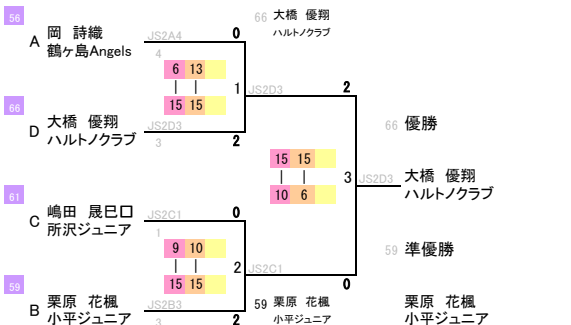 56
66
大橋 優翔
ハルトノクラブ
A
岡 詩織
鶴ヶ島Angels
JS2A4
0
4
6 13
| |
15 15
1
JS2D3
2
66
D
大橋 優翔
ハルトノクラブ
JS2D3
3
2
66 優勝
15 15
| |
10 6
3
JS2D3
大橋 優翔
ハルトノクラブ
61
C
嶋田 晟巳口
所沢ジュニア
JS2C1
0
1
9 10
| |
15 15
2
JS2C1
0
59 準優勝
59
B
栗原 花楓
小平ジュニア
JS2B3
3
2
59 栗原 花楓
小平ジュニア
栗原 花楓
小平ジュニア